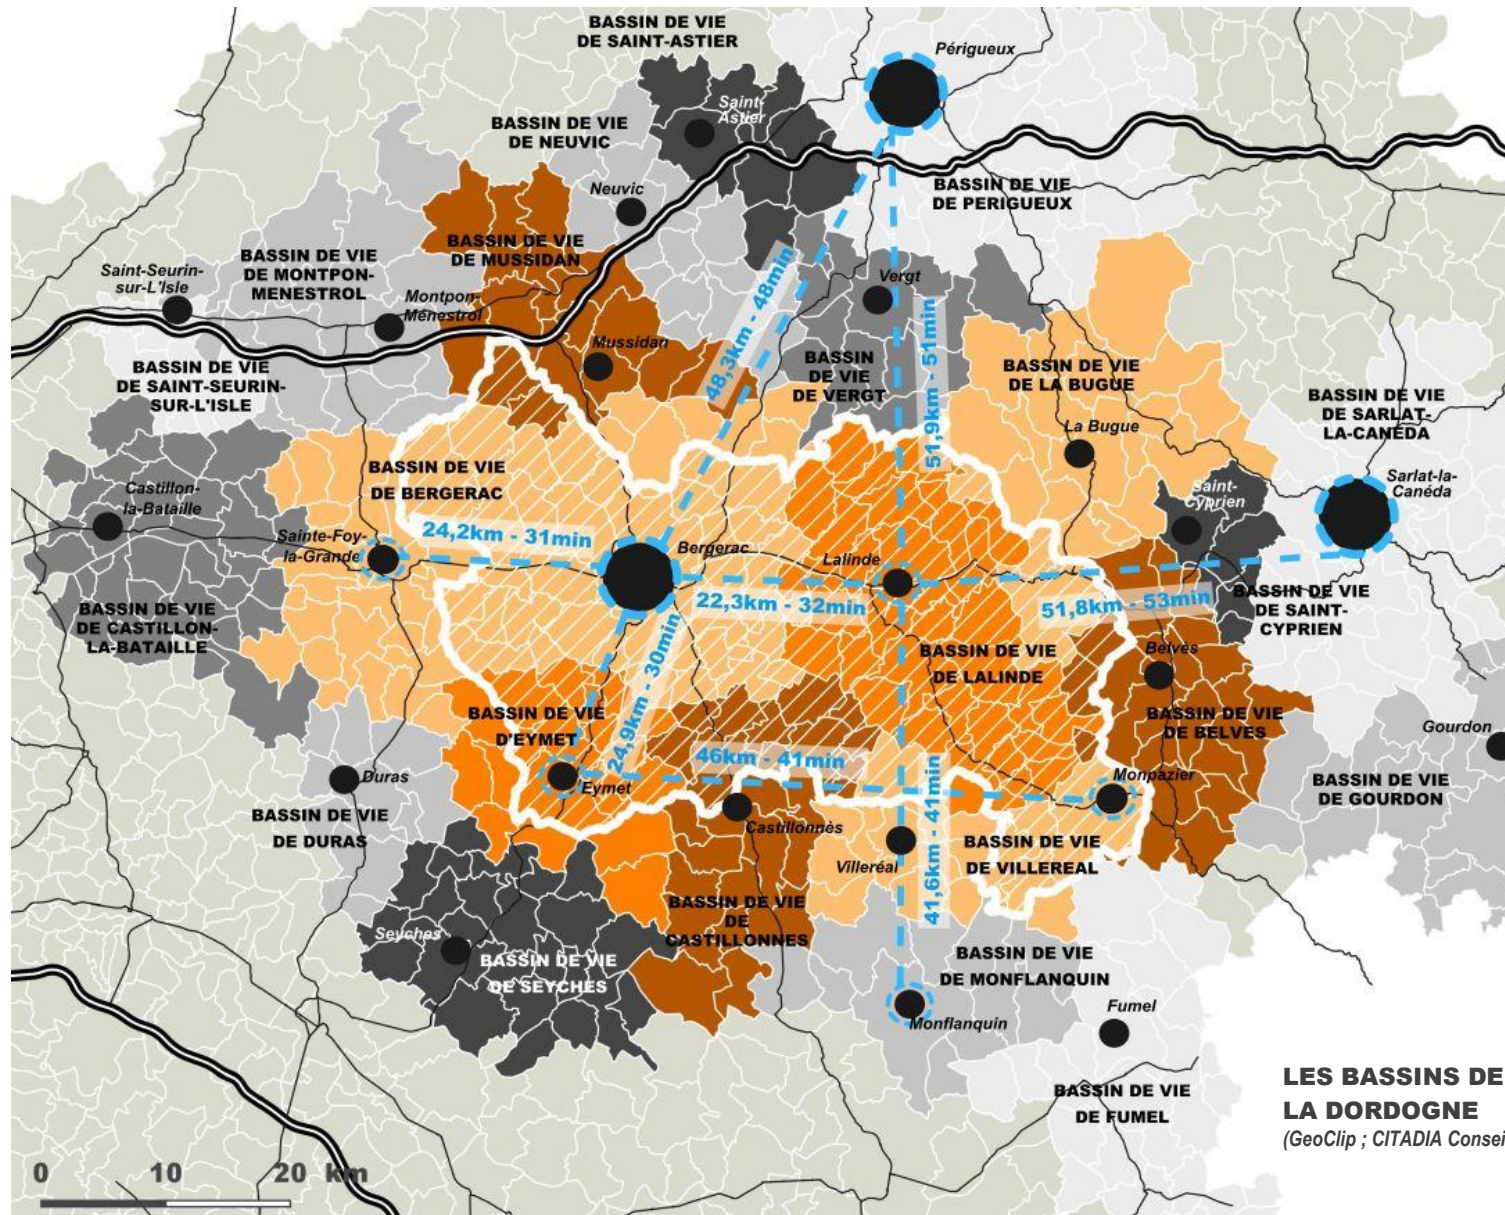 BASSIN DE VIE
DE SAINT-ASTIER
Périgueux
Saint-
Astier
BASSIN DE VIE
DE NEUVIC
Neuvic
BASSIN DE VIE
DE PERIGUEUX
BASSIN DE VIE
DE MUSSIDAN
BASSIN DE VIE
DE MONTPON-
MENESTROL
Saint-Seurin-
sur-L'Isle
Montpon-
Ménestrol
Vergt
48,3km - 48min
51,9km - 51min
Mussidan
BASSIN DE VIE
DE SAINT-SEURIN-
SUR-L'ISLE
BASSIN
DE VIE
DE VERGT
BASSIN DE VIE
DE LA BUGUE
La Bugue
BASSIN DE VIE
DE SARLAT-
LA-CANÉDA
Sarlat-la-
Canéda
BASSIN DE VIE
DE BERGERAC
Castillon-
la-Bataille
Saint-
Cyprien
Sainte-Foy-
la-Grande
24,2km - 31min
Bergerac
Lalinde
22,3km - 32min
51,8km - 53min
BASSIN DE VIE
DE SAINT-
CYPRIEN
BASSIN DE VIE
DE CASTILLON-
LA-BATAILLE
24,9km - 30min
BASSIN DE VIE
DE LALINDE
Belvès
BASSIN DE VIE
D'EYMET
BASSIN DE VIE
DE BELVES
Gourdon
46km - 41min
Duras
Eymet
41,6km - 41min
Monpazier
BASSIN DE VIE
DE GOURDON
BASSIN DE VIE
DE DURAS
Castillonnès
Villeréal
BASSIN DE VIE
DE VILLEREAL
BASSIN DE VIE
DE
CASTILLONNES
Seyches
BASSIN DE VIE
DE SEYCHES
BASSIN DE VIE
DE MONFLANQUIN
Monflanquin
Fumel
BASSIN DE VIE
DE FUMEL
LES BASSINS DE
LA DORDOGNE
(GeoClip ; CITADIA Consei
0 10 20 km